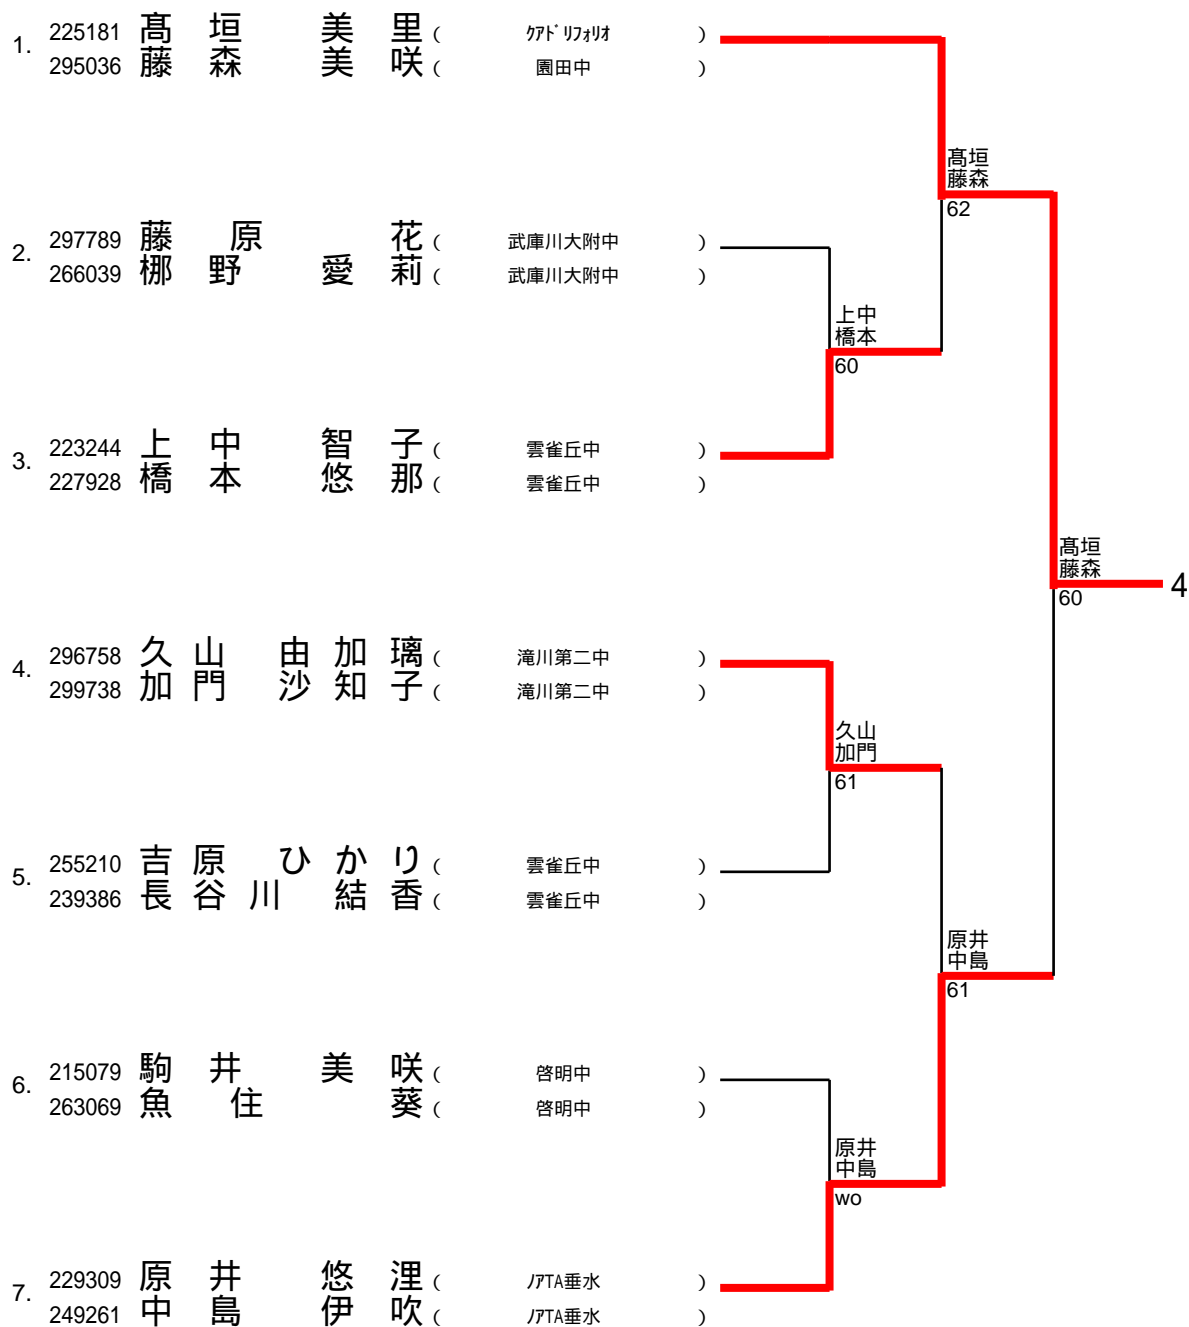 1. 225181 髙垣 美里 ( ｸｱﾄﾞﾘﾌｫﾘｵ )
295036 藤森 美咲 ( 園田中 )
髙垣
藤森
62
2. 297789 藤原 花 ( 武庫川大附中 )
266039 梛野 愛莉 ( 武庫川大附中 )
上中
橋本
60
3. 223244 上中 智子 ( 雲雀丘中 )
227928 橋本 悠那 ( 雲雀丘中 )
髙垣
藤森
60
4
4. 296758 久山 由加璃 ( 滝川第二中 )
299738 加門 沙知子 ( 滝川第二中 )
久山
加門
61
5. 255210 吉原 ひかり ( 雲雀丘中 )
239386 長谷川 結香 ( 雲雀丘中 )
原井
中島
61
6. 215079 駒井 美咲 ( 啓明中 )
263069 魚住 葵 ( 啓明中 )
原井
中島
wo
7. 229309 原井 悠浬 ( ﾉｱTA垂水 )
249261 中島 伊吹 ( ﾉｱTA垂水 )